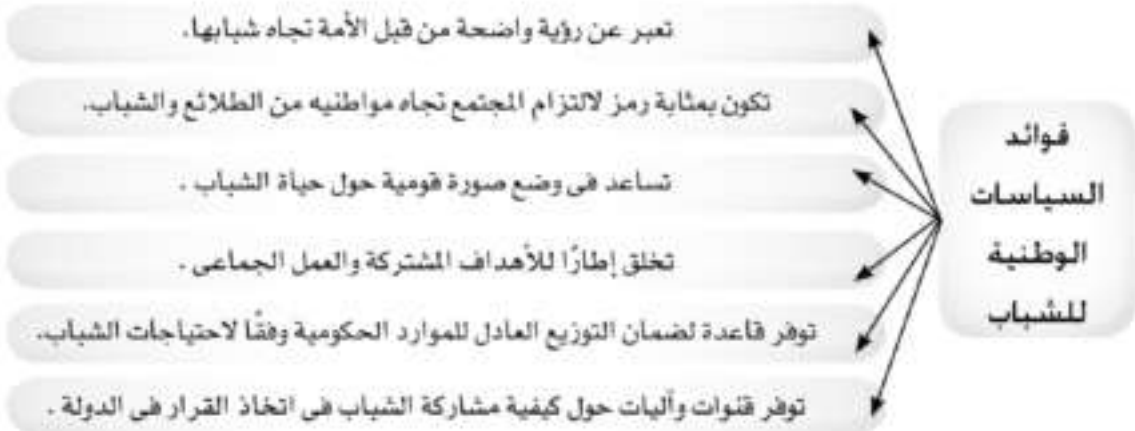 فوائد
السياسات
الوطنية
للشباب
تعبر عن رؤية واضحة من قبل الأمة تجاه شبابها.
تكون بمثابة رمز لالتزام المجتمع تجاه مواطنيه من الطلائع والشباب.
تساعد فى وضع صورة قومية حول حياة الشباب .
تخلق إطارًا للأهداف المشتركة والعمل الجماعى .
توفر قاعدة لضمان التوزيع العادل للموارد الحكومية وفقًا لاحتياجات الشباب.
توفر قنوات وأليات حول كيفية مشاركة الشباب فى اتخاذ القرار فى الدولة .